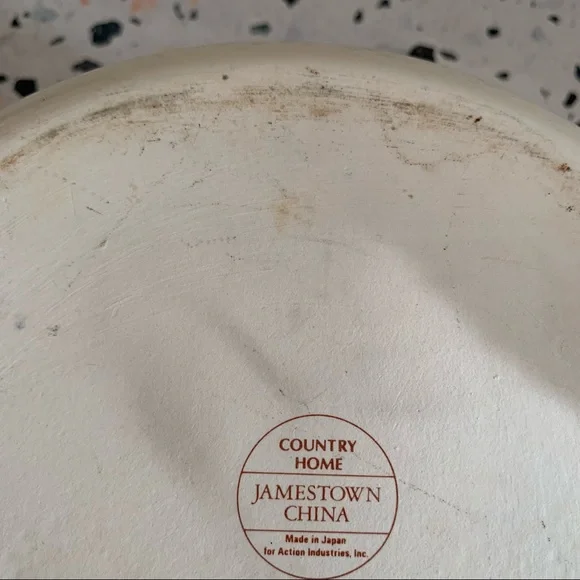 COUNTRY
HOME
JAMESTOWN
CHINA
Made in Japan
for Action Industries, Inc.